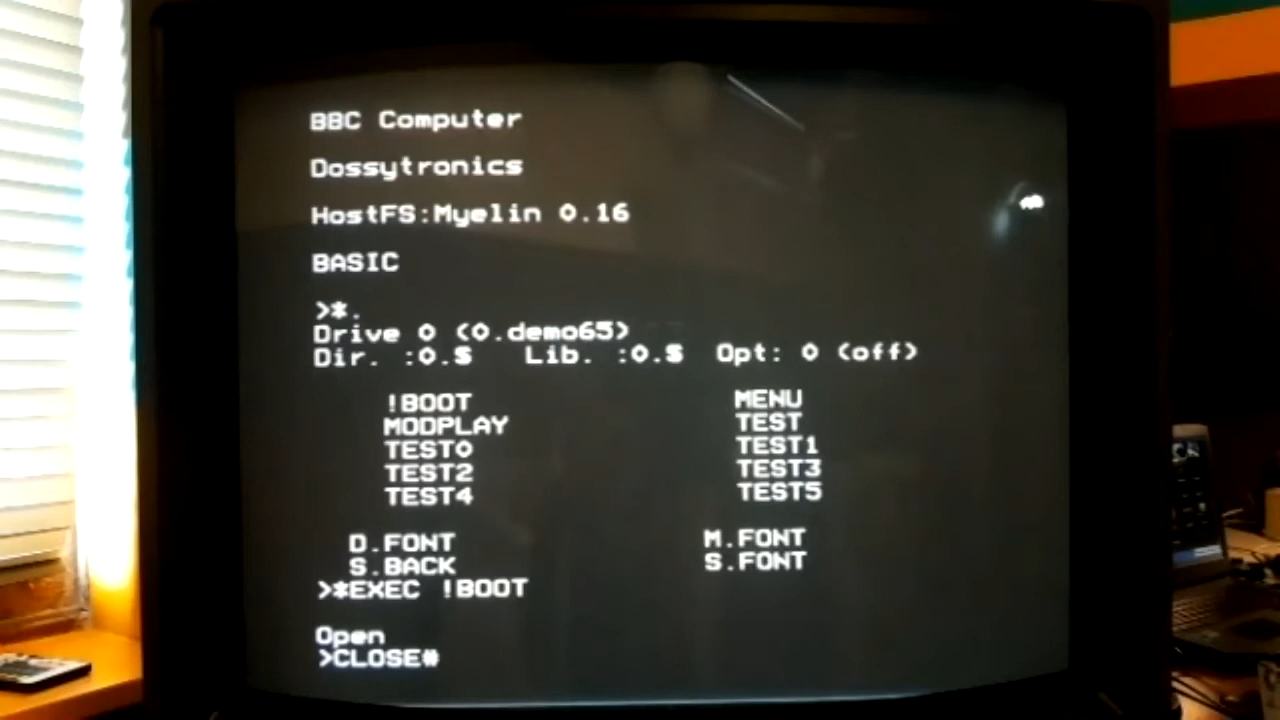 BBC Computer
Dossytronics
HostFS:Myelin 0.16
BASIC
>*.
Drive 0 (0.demo65)
Dir. :0.$ Lib. :0.$ Opt: 0 (off)
!BOOT MENU
MODPLAY TEST
TEST0 TEST1
TEST2 TEST3
TEST4 TEST5
D.FONT M.FONT
S.BACK S.FONT
>*EXEC !BOOT
Open
>CLOSE#